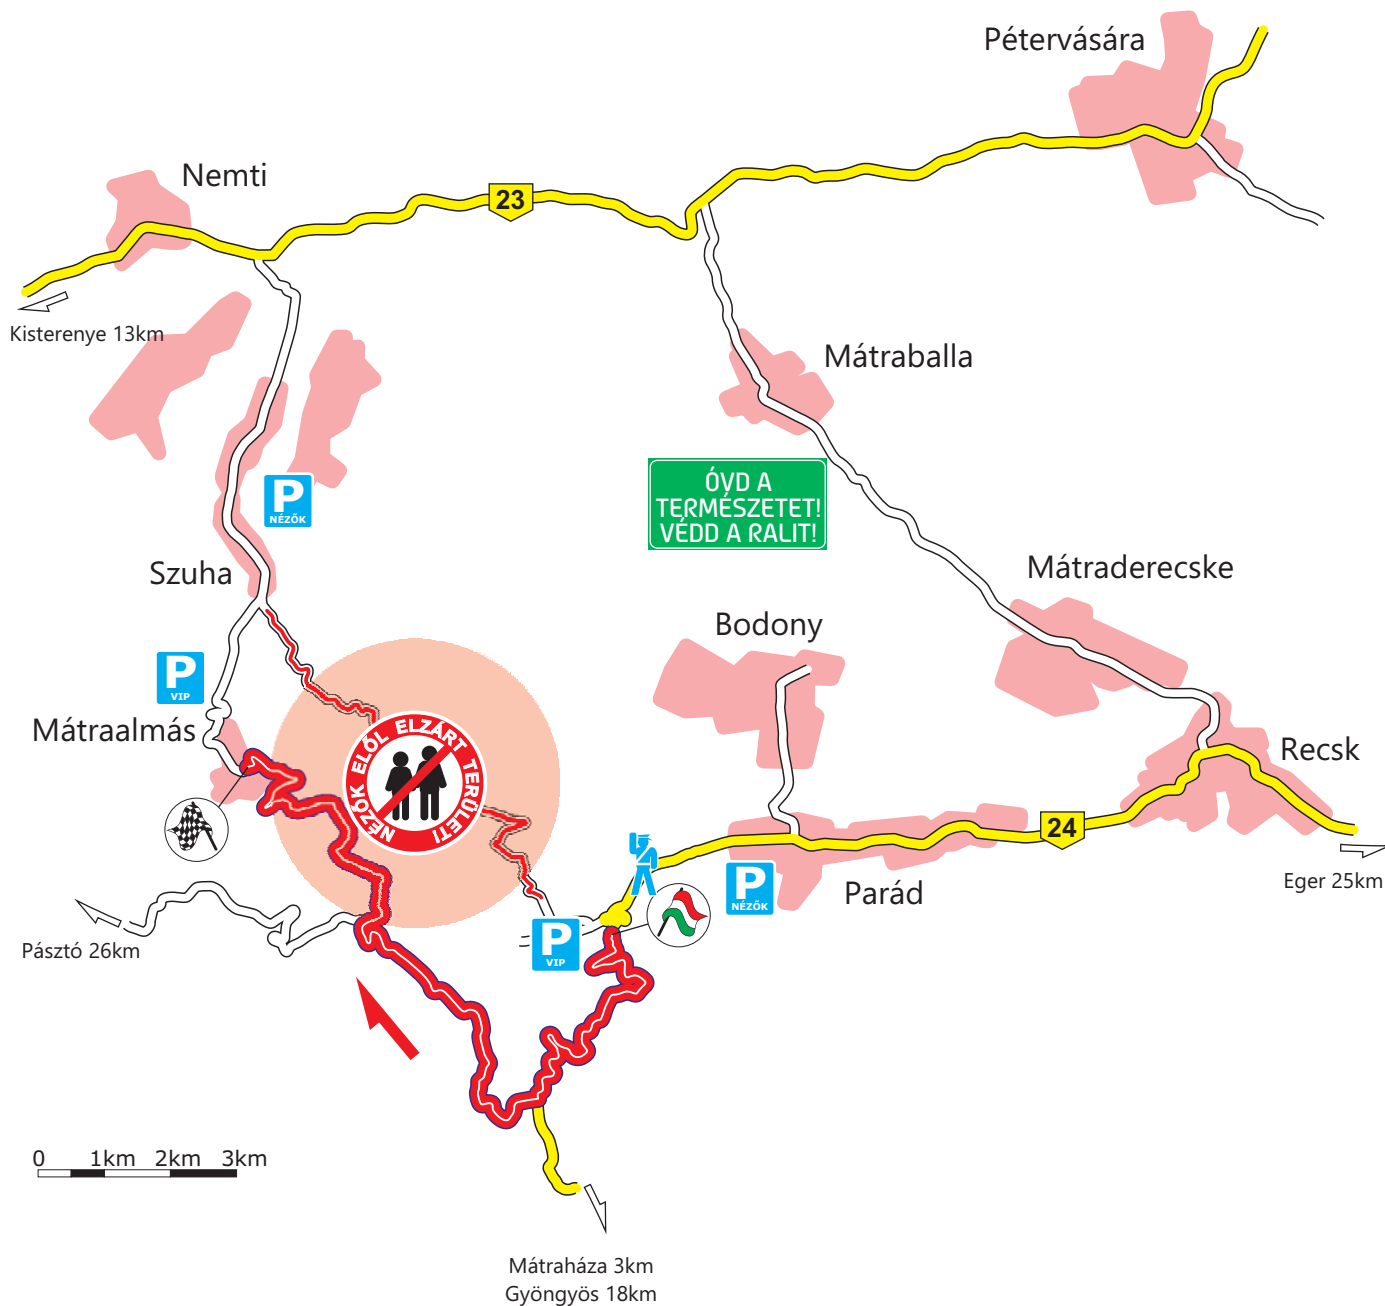 Pétervására
Nemti
23
Kisterenye 13km
Mátraballa
ÓVD A
TERMÉSZETET!
VÉDD A RALIT!
P
NÉZŐK
Szuha
Mátraderecske
Bodony
P
VIP
Mátraalmás
NÉZŐK ELŐL ELZÁRT TERÜLET!
Recsk
24
Eger 25km
P
NÉZŐK
Parád
P
VIP
Pásztó 26km
0 1km 2km 3km
Mátraháza 3km
Gyöngyös 18km